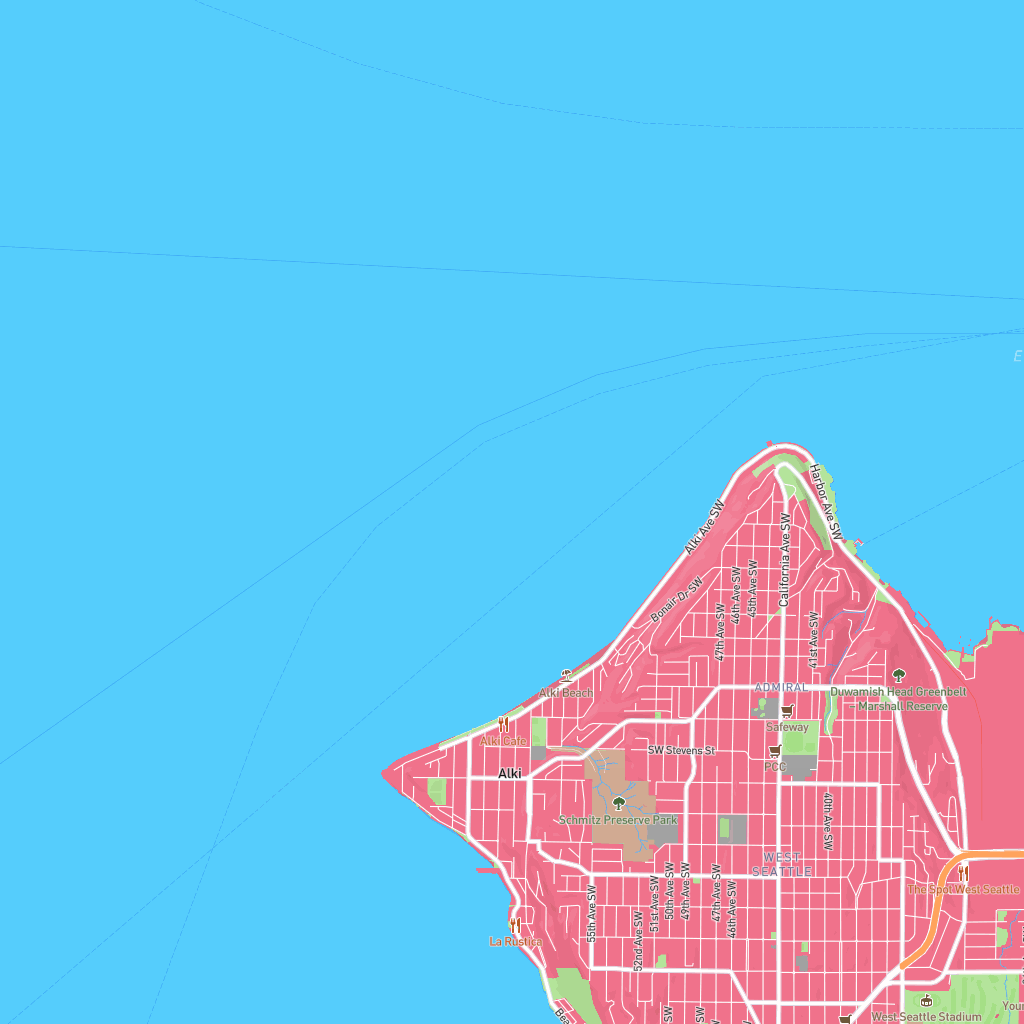 E
Harbor Ave SW
Alki Ave SW
California Ave SW
Bonair Dr SW
45th Ave SW
46th Ave SW
47th Ave SW
41st Ave SW
Alki Beach
ADMIRAL
Duwamish Head Greenbelt
– Marshall Reserve
Safeway
Alki Cafe
SW Stevens St
PCC
Alki
Schmitz Preserve Park
40th Ave SW
WEST
SEATTLE
The Spot West Seattle
55th Ave SW
52nd Ave SW
51st Ave SW
50th Ave SW
49th Ave SW
47th Ave SW
46th Ave SW
La Rustica
West Seattle Stadium
Your
Bea
SW
SW
W